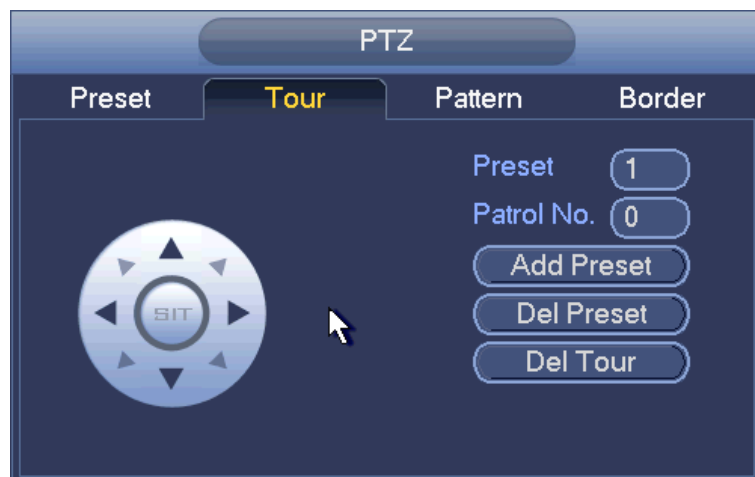 PTZ
Preset Tour Pattern Border
Preset 1
Patrol No. 0
Add Preset
SIT Del Preset
Del Tour